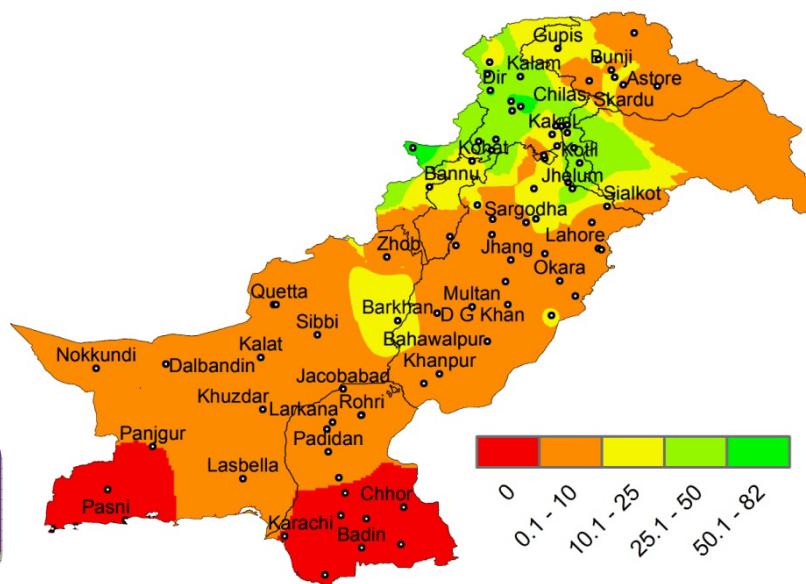 Gupis
Kalam
Bunji
Dir
Astore
Chilas
Skardu
Kakul
Kohat
Kotli
Bannu
Jhelum
Sialkot
Sargodha
Zhob
Lahore
Jhang
Okara
Quetta
Barkhan
Multan
D G Khan
Sibbi
Bahawalpur
Kalat
Nokkundi
Dalbandin
Khanpur
Jacobabad
Khuzdar
Larkana
Rohri
Panjgur
Padidan
Lasbella
Pasni
Chhor
Karachi
Badin
0
0.1 - 10
10.1 - 25
25.1 - 50
50.1 - 82